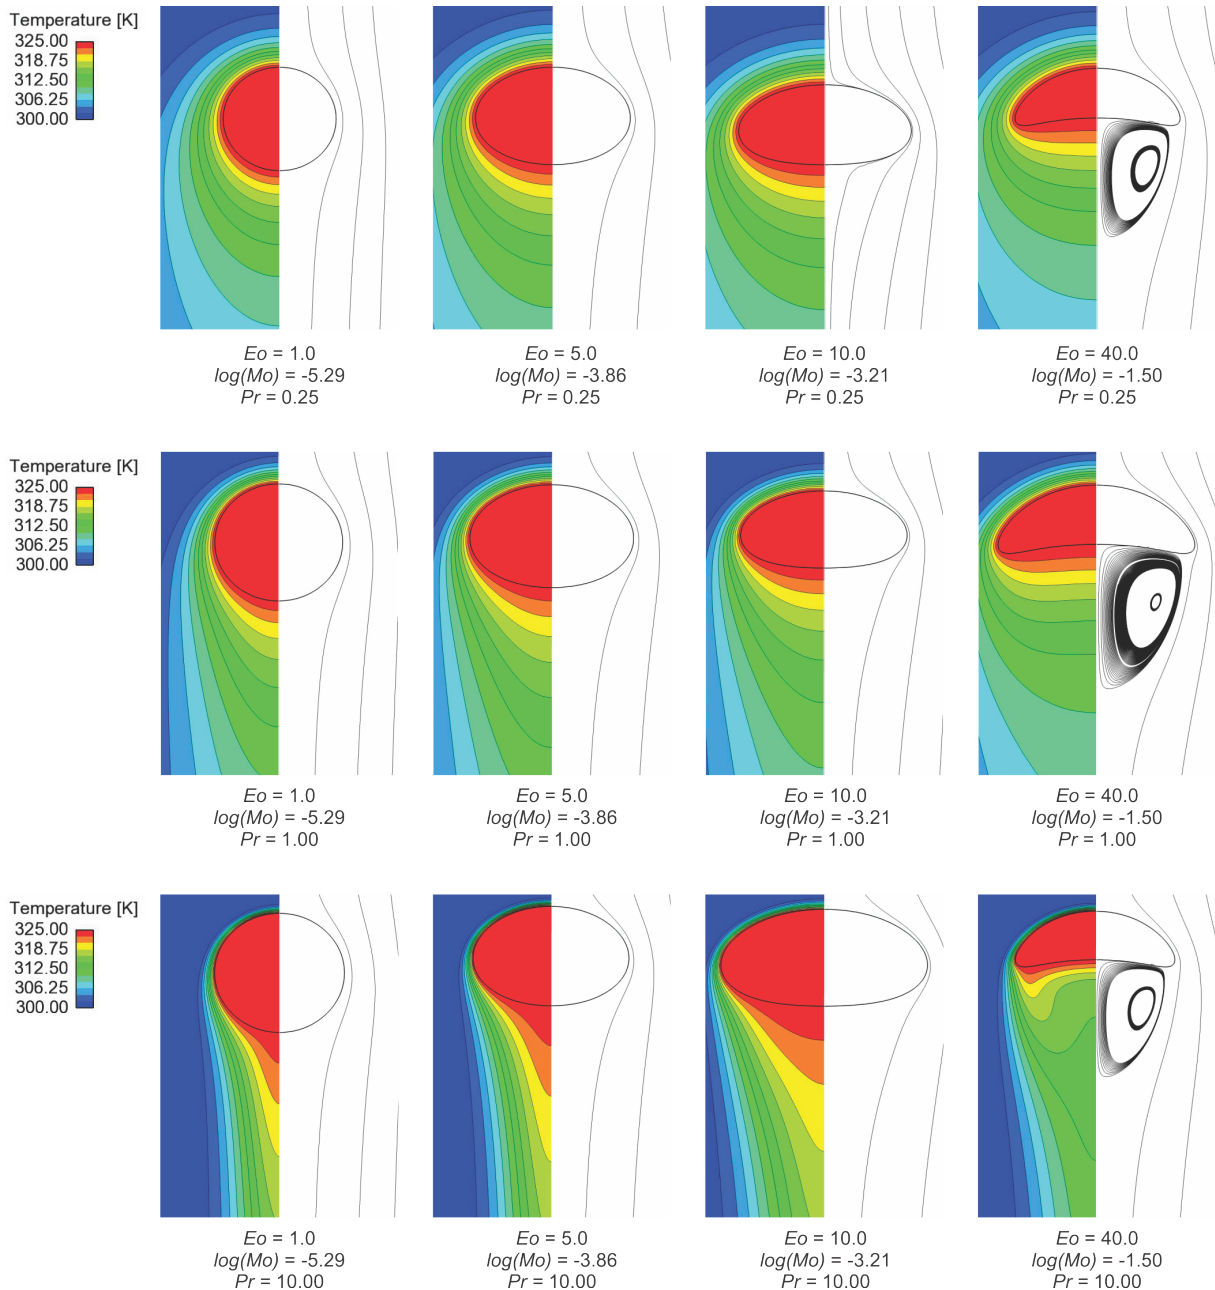 Temperature [K]
325.00
318.75
312.50
306.25
300.00
Eo = 1.0
log(Mo) = -5.29
Pr = 0.25
Eo = 5.0
log(Mo) = -3.86
Pr = 0.25
Eo = 10.0
log(Mo) = -3.21
Pr = 0.25
Eo = 40.0
log(Mo) = -1.50
Pr = 0.25
Temperature [K]
325.00
318.75
312.50
306.25
300.00
Eo = 1.0
log(Mo) = -5.29
Pr = 1.00
Eo = 5.0
log(Mo) = -3.86
Pr = 1.00
Eo = 10.0
log(Mo) = -3.21
Pr = 1.00
Eo = 40.0
log(Mo) = -1.50
Pr = 1.00
Temperature [K]
325.00
318.75
312.50
306.25
300.00
Eo = 1.0
log(Mo) = -5.29
Pr = 10.00
Eo = 5.0
log(Mo) = -3.86
Pr = 10.00
Eo = 10.0
log(Mo) = -3.21
Pr = 10.00
Eo = 40.0
log(Mo) = -1.50
Pr = 10.00